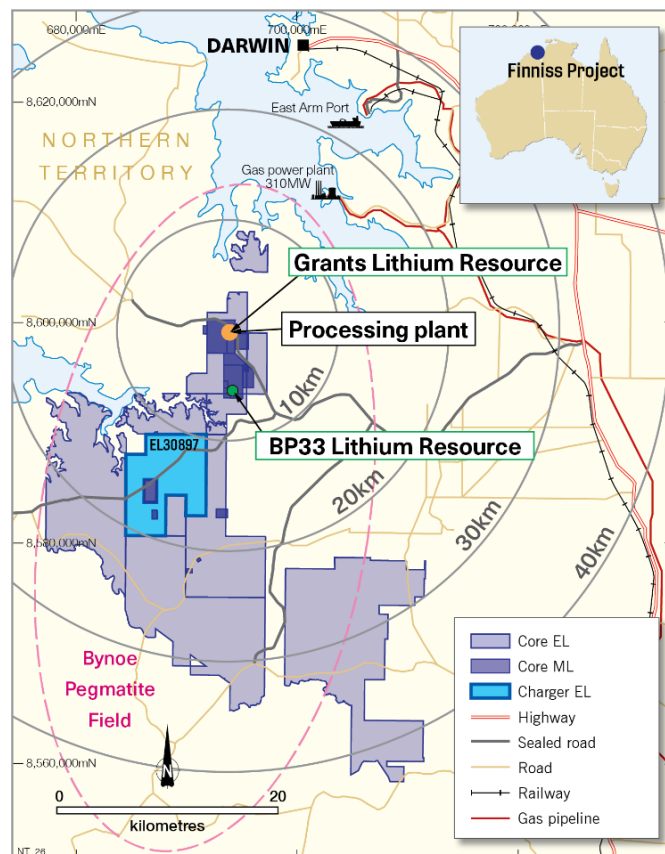 680,000mE
700,000mE
DARWIN
Finniss Project
8,620,000mN
East Arm Port
NORTHERN
TERRITORY
Gas power plant
310MW
Grants Lithium Resource
8,600,000mN
Processing plant
10km
BP33 Lithium Resource
EL30897
20km
30km
40km
8,580,000mN
Core EL
Core ML
Charger EL
Highway
Sealed road
Road
Railway
Gas pipeline
Bynoe
Pegmatite
Field
N
8,560,000mN
0 20
kilometres